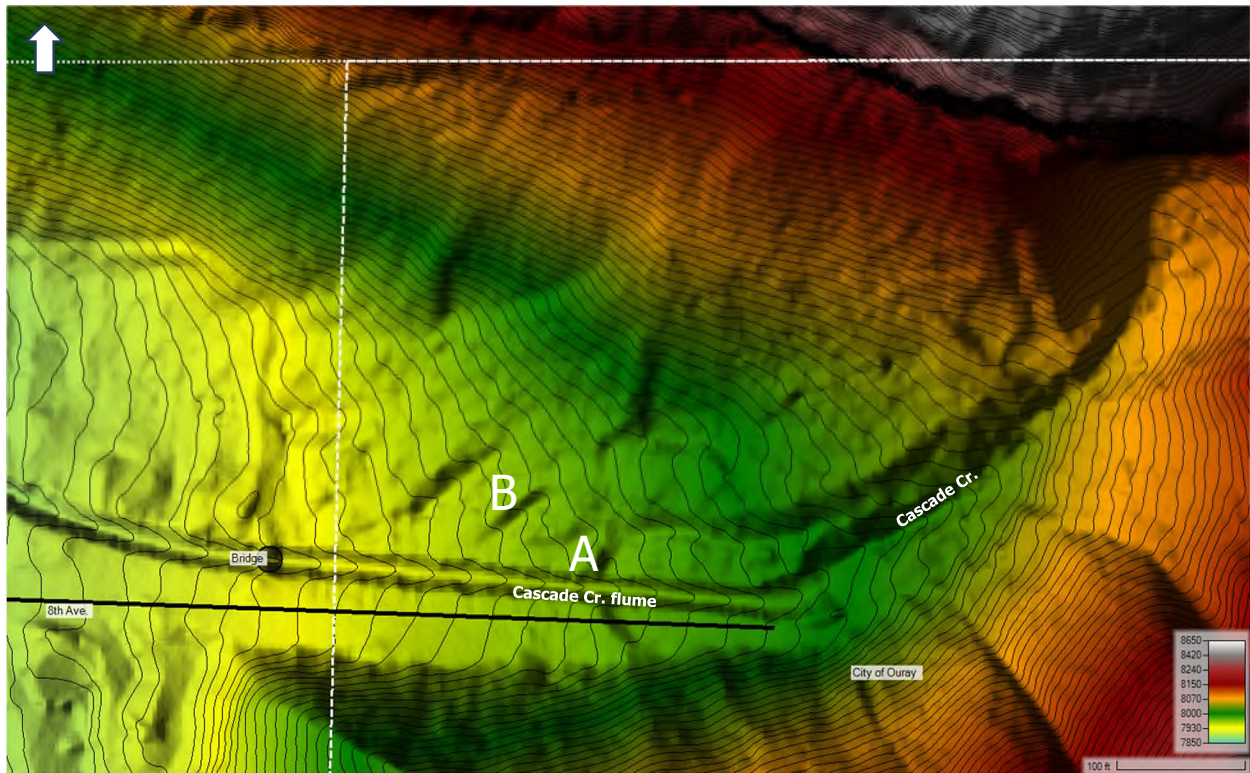 B
A
Cascade Cr.
Bridge
Cascade Cr. flume
8th Ave.
City of Ouray
8650
8420
8240
8150
8070
8000
7930
7850
100 ft